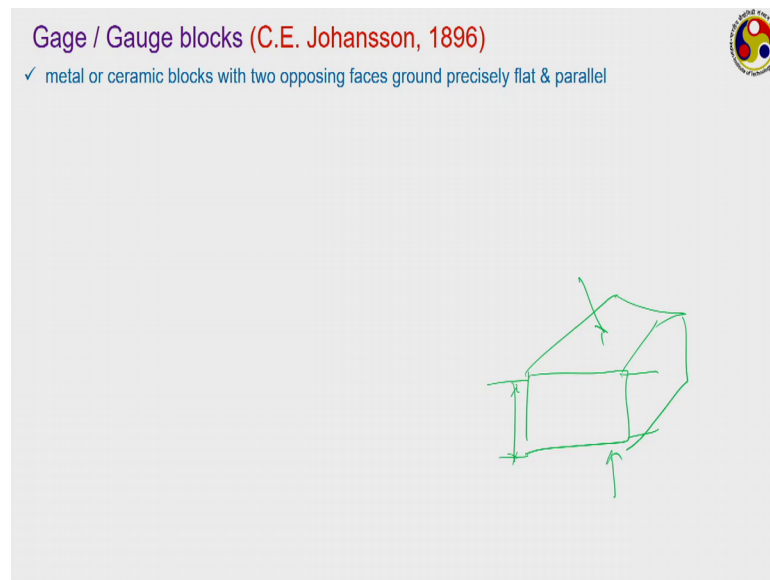 Gage / Gauge blocks (C.E. Johansson, 1896)
✓ metal or ceramic blocks with two opposing faces ground precisely flat & parallel